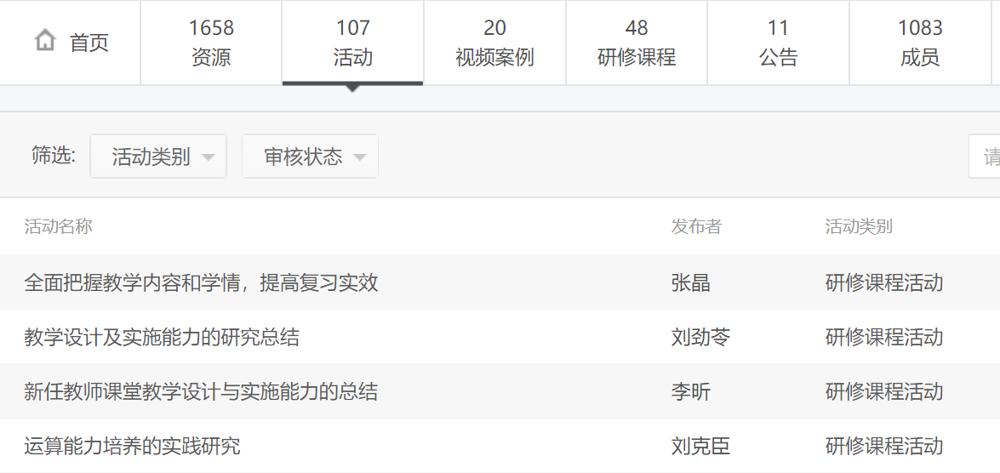 首页
1658
资源
107
活动
20
视频案例
48
研修课程
11
公告
1083
成员
筛选: 活动类别 审核状态 请
活动名称 发布者 活动类别
全面把握教学内容和学情，提高复习实效 张晶 研修课程活动
教学设计及实施能力的研究总结 刘劲苓 研修课程活动
新任教师课堂教学设计与实施能力的总结 李昕 研修课程活动
运算能力培养的实践研究 刘克臣 研修课程活动